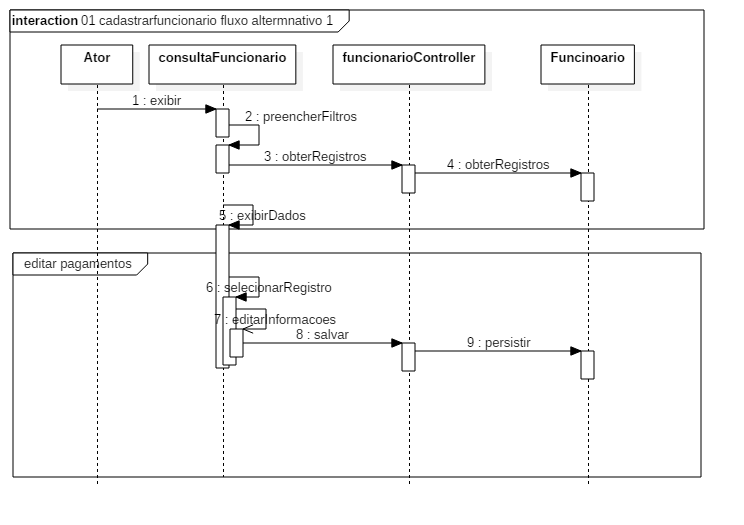 interaction 01 cadastrarfuncionario fluxo altermnativo 1
Ator
consultaFuncionario
funcionarioController
Funcinoario
1 : exibir
2 : preencherFiltros
3 : obterRegistros
4 : obterRegistros
5 : exibirDados
editar pagamentos
6 : selecionarRegistro
7 : editarInformacoes
8 : salvar
9 : persistir